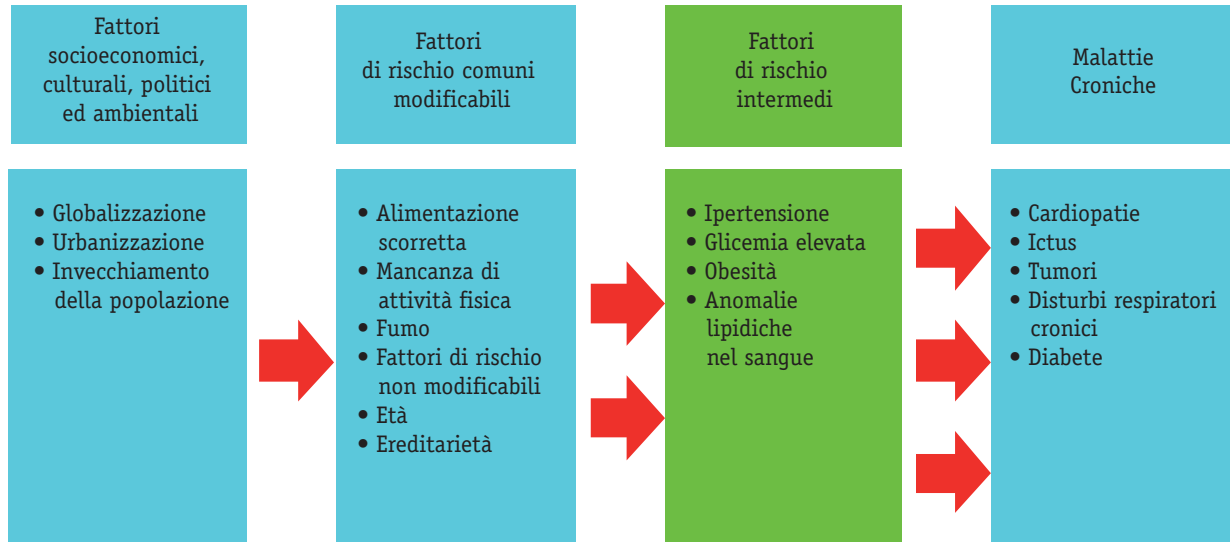 Fattori
socioeconomici,
culturali, politici
ed ambientali
Fattori
di rischio comuni
modificabili
Fattori
di rischio
intermedi
Malattie
Croniche
• Globalizzazione
• Urbanizzazione
• Invecchiamento
della popolazione
• Alimentazione
scorretta
• Mancanza di
attività fisica
• Fumo
• Fattori di rischio
non modificabili
• Età
• Ereditarietà
• Ipertensione
• Glicemia elevata
• Obesità
• Anomalie
lipidiche
nel sangue
• Cardiopatie
• Ictus
• Tumori
• Disturbi respiratori
cronici
• Diabete